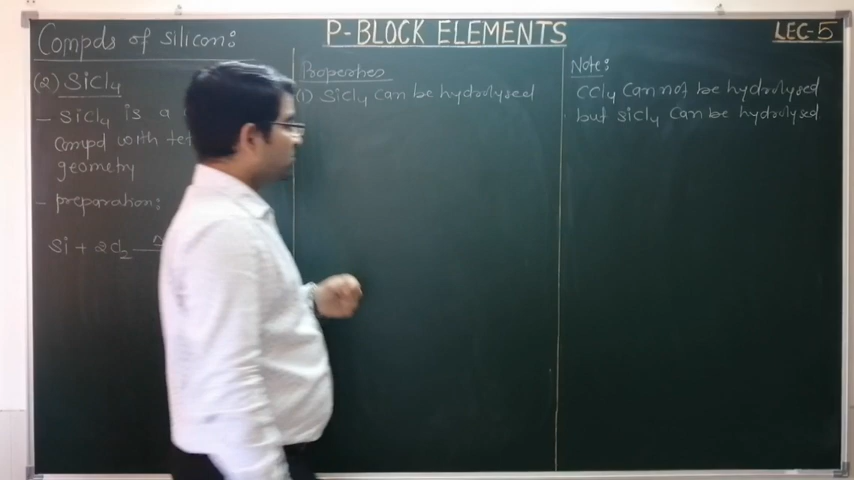 P-BLOCK ELEMENTS
LEC-5
Compds of silicon:
(2) SiCl4
- SiCl4 is a
compd with tet
geometry
- preparation:
Si + 2Cl2
Properties
(1) SiCl4 can be hydrolysed
Note:
CCl4 can not be hydrolysed
but SiCl4 can be hydrolysed